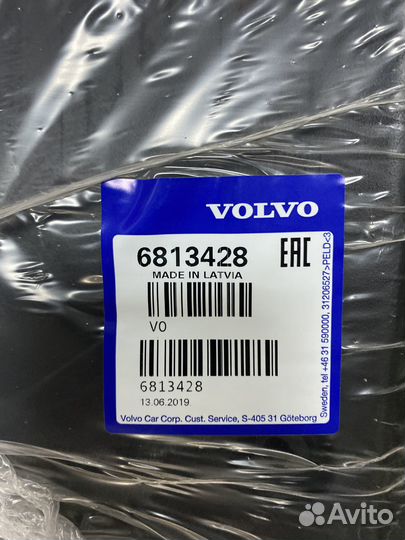 VOLVO
6813428
MADE IN LATVIA
EAC
VO
6813428
13.06.2019.
Volvo Car Corp. Cust. Service, S-405 31 Göteborg
Sweden, tel +46 31 590000, 31206527>PELD<3
Avito